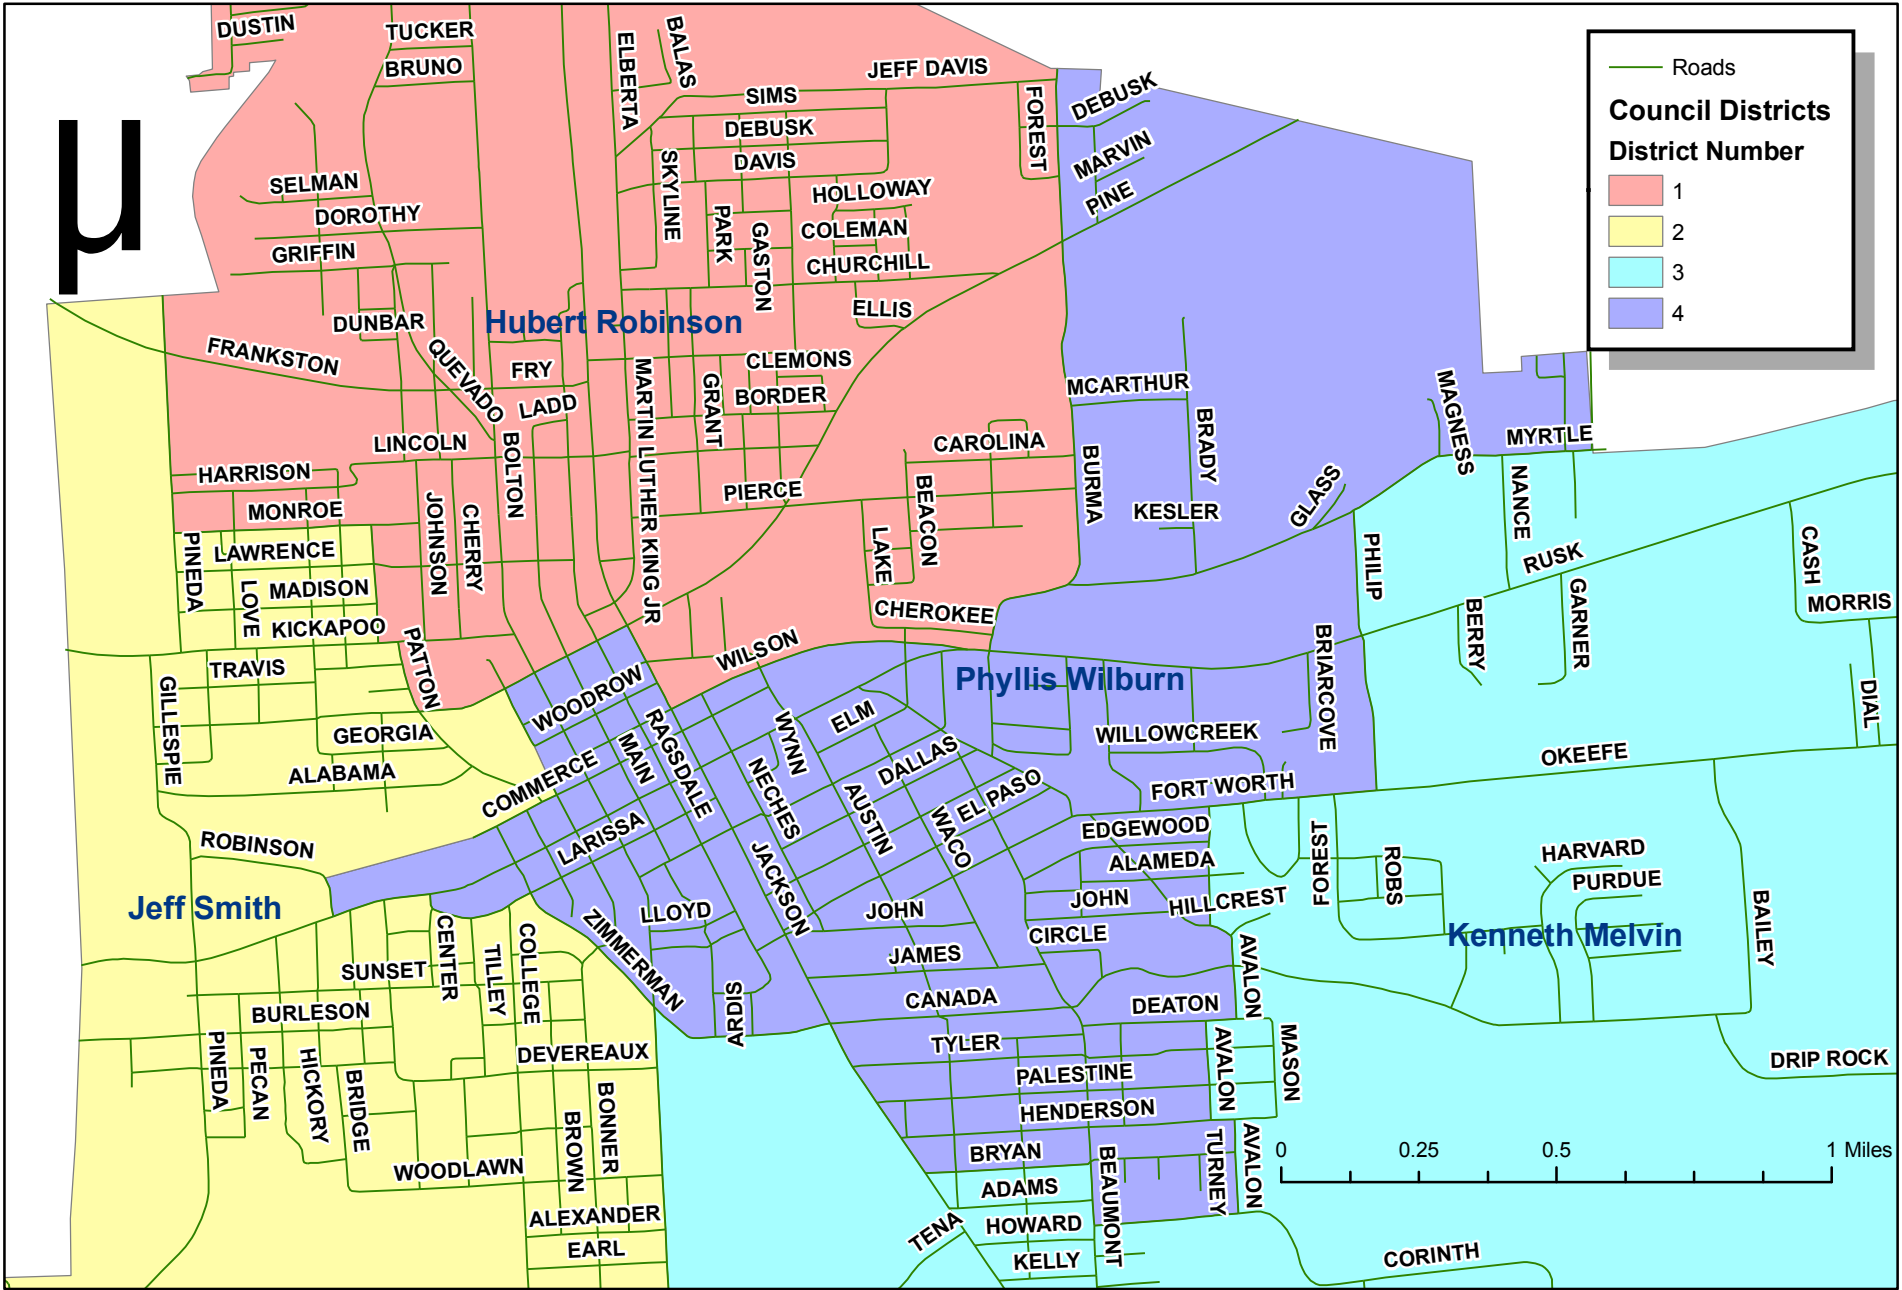 DUSTIN
TUCKER
BRUNO
ELBERTA
BALAS
JEFF DAVIS
SIMS
DEBUSK
DAVIS
FOREST
DEBUSK
MARVIN
PINE
µ
SELMAN
DOROTHY
GRIFFIN
SKYLINE
PARK
GASTON
HOLLOWAY
COLEMAN
CHURCHILL
ELLIS
DUNBAR
Hubert Robinson
FRANKSTON
QUEVADO
FRY
LADD
MARTIN LUTHER KING JR
GRANT
CLEMONS
BORDER
MCARTHUR
BRADY
MAGNESS
MYRTLE
LINCOLN
BOLTON
CAROLINA
BURMA
HARRISON
MONROE
JOHNSON
CHERRY
PIERCE
BEACON
LAKE
KESLER
GLASS
NANCE
PHILIP
RUSK
CASH
MORRIS
PINEDA
LAWRENCE
LOVE
MADISON
KICKAPOO
CHEROKEE
BERRY
GARNER
PATTON
TRAVIS
WILSON
Phyllis Wilburn
BRIARCOVE
DIAL
GILLESPIE
GEORGIA
ALABAMA
WOODROW
COMMERCE
MAIN
RAGSDALE
WYNN
ELM
DALLAS
WILLOWCREEK
OKEEFE
NECHES
AUSTIN
WACO
EL PASO
FORT WORTH
ROBINSON
LARISSA
JACKSON
EDGEWOOD
ALAMEDA
FOREST
ROBS
HARVARD
PURDUE
Jeff Smith
CENTER
TILLEY
COLLEGE
ZIMMERMAN
LLOYD
JOHN
JOHN
HILLCREST
CIRCLE
Kenneth Melvin
BAILEY
SUNSET
JAMES
AVALON
BURLESON
ARDIS
CANADA
DEATON
PINEDA
PECAN
HICKORY
BRIDGE
DEVEREAUX
TYLER
AVALON
MASON
DRIP ROCK
PALESTINE
HENDERSON
BROWN
BONNER
WOODLAWN
BRYAN
BEAUMONT
TURNEY
AVALON
ADAMS
ALEXANDER
TENA
HOWARD
EARL
KELLY
CORINTH
Roads
Council Districts
District Number
1
2
3
4
0 0.25 0.5 1 Miles